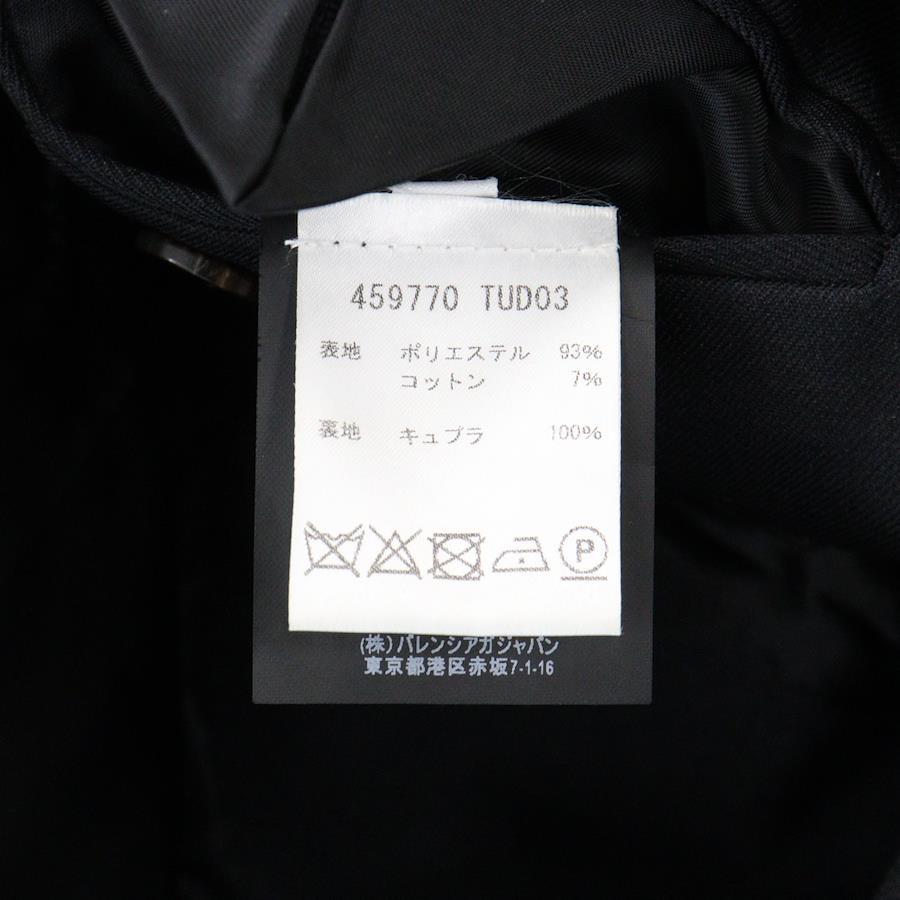 459770 TUD03
表地 ポリエステル 93%
コットン 7%
裏地 キュプラ 100%
P
(株)バレンシアガジャパン
東京都港区赤坂7-1-16